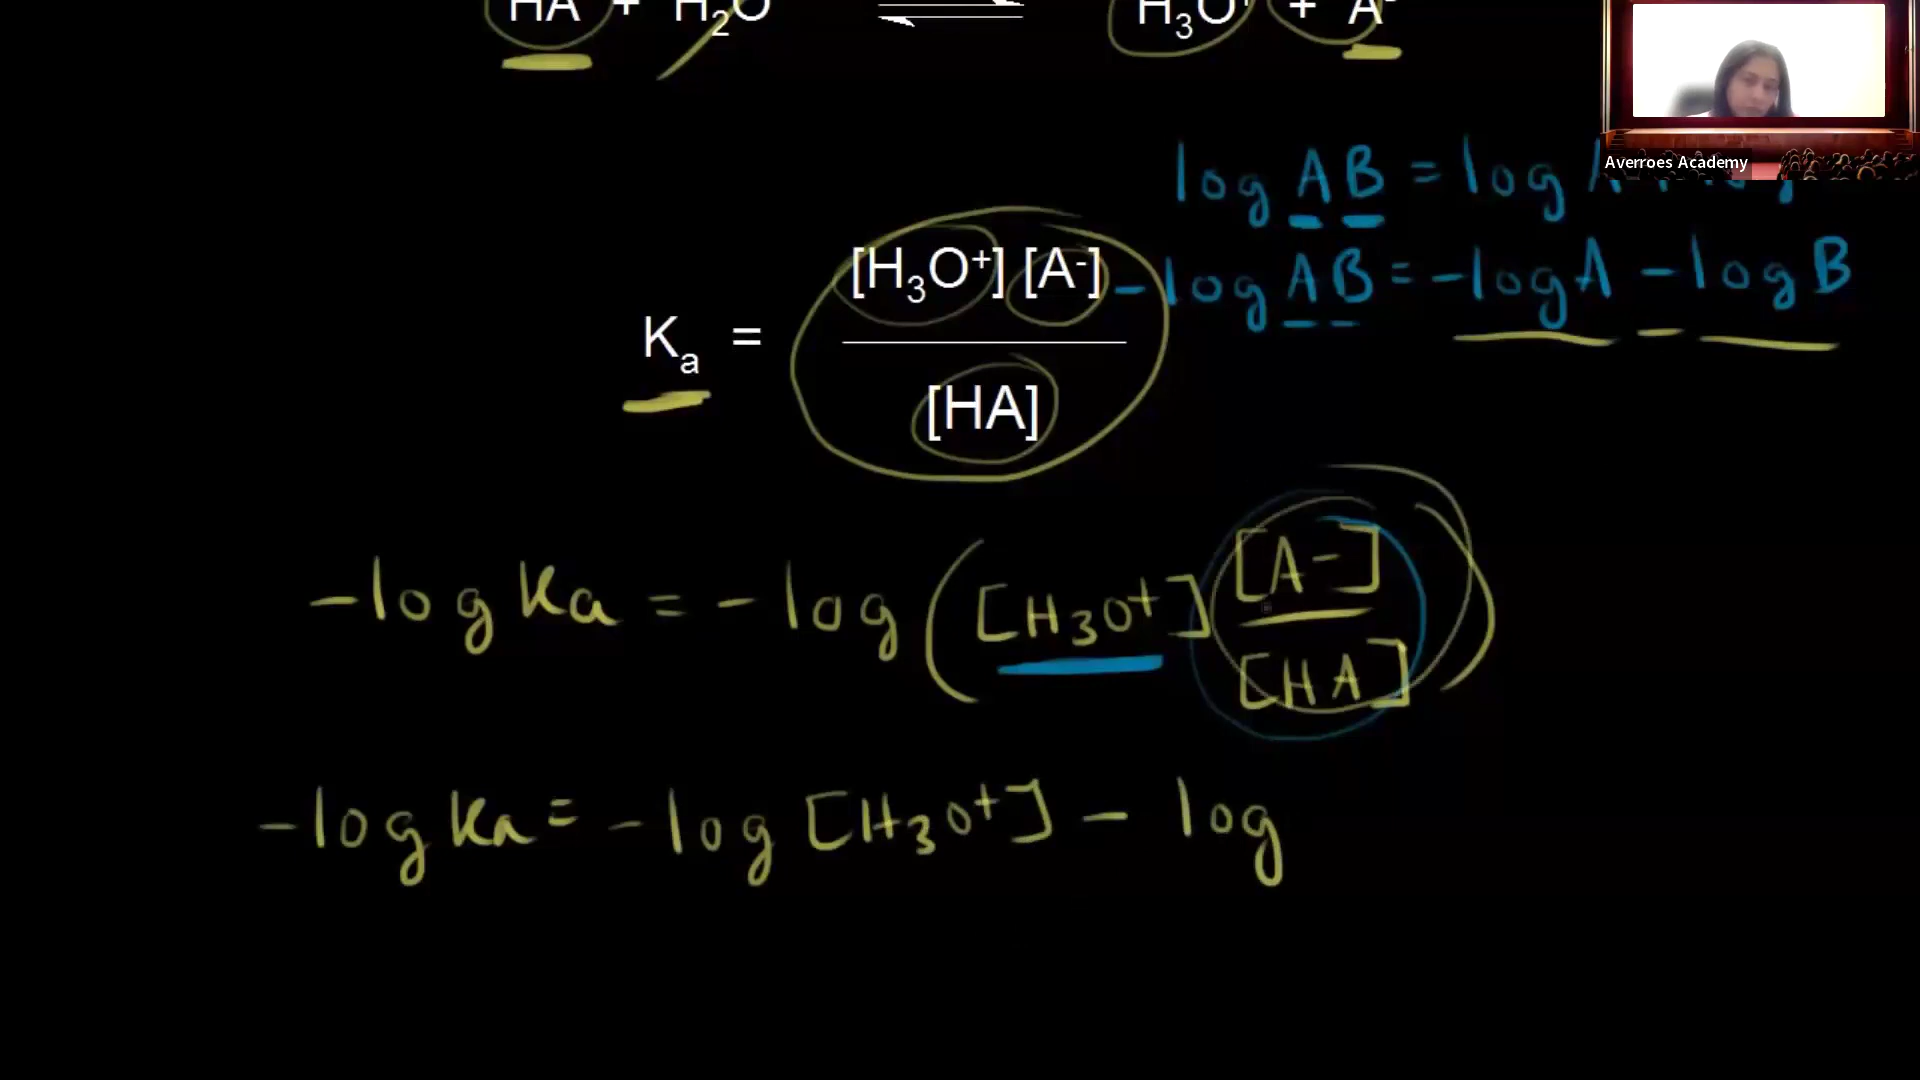 HA + H2O ⇌ H3O+ + A-
Averroes Academy
log AB = log A
-log AB = -log A - log B
Ka = [H3O+] [A-] / [HA]
-log Ka = -log ([H3O+] [A-] / [HA])
-log Ka = -log [H3O+] - log